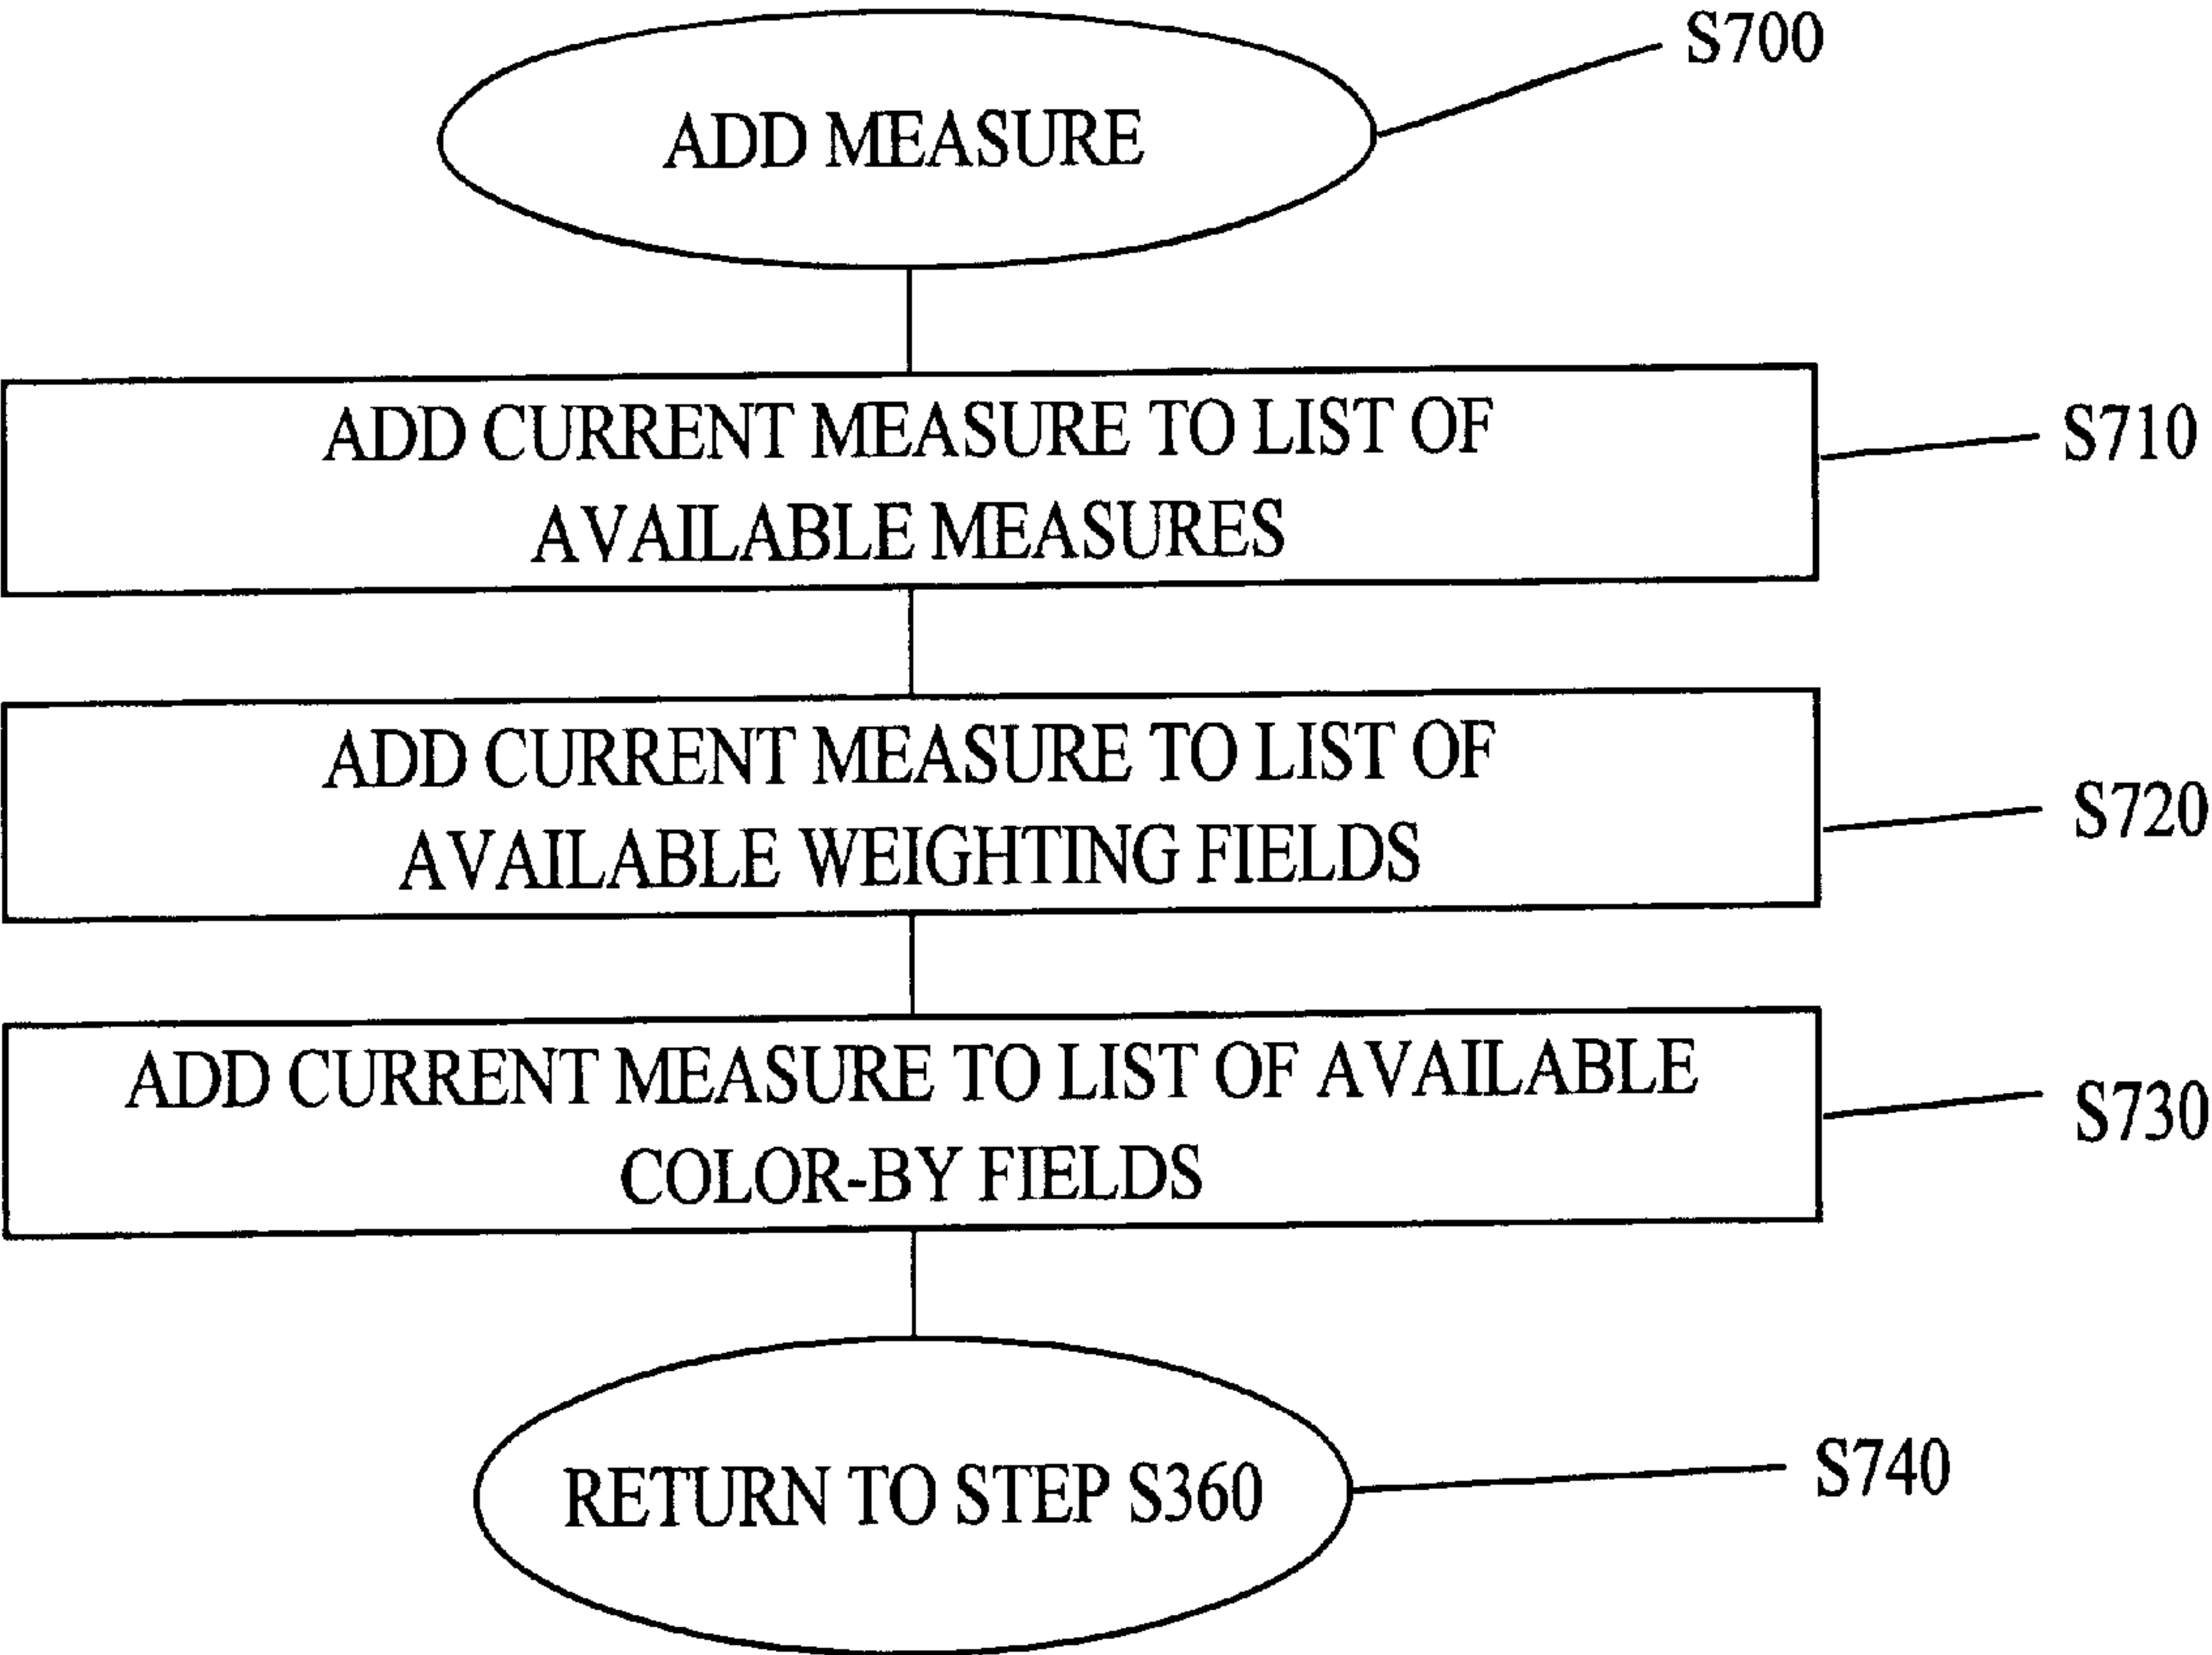 ADD MEASURE
S700
ADD CURRENT MEASURE TO LIST OF
AVAILABLE MEASURES
S710
ADD CURRENT MEASURE TO LIST OF
AVAILABLE WEIGHTING FIELDS
S720
ADD CURRENT MEASURE TO LIST OF AVAILABLE
COLOR-BY FIELDS
S730
RETURN TO STEP S360
S740